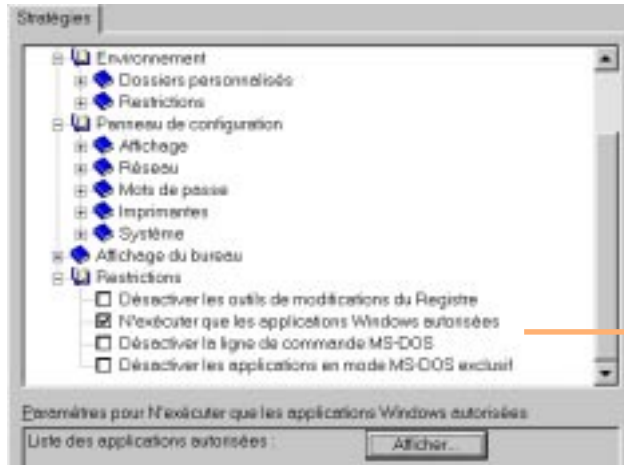 Stratégies
Environnement
Dossiers personnalisés
Restrictions
Panneau de configuration
Affichage
Réseau
Mots de passe
Imprimantes
Système
Affichage du bureau
Restrictions
Désactiver les outils de modifications du Registre
N'exécuter que les applications Windows autorisées
Désactiver la ligne de commande MS-DOS
Désactiver les applications en mode MS-DOS exclusif
Paramètres pour N'exécuter que les applications Windows autorisées
Liste des applications autorisées :
Afficher...